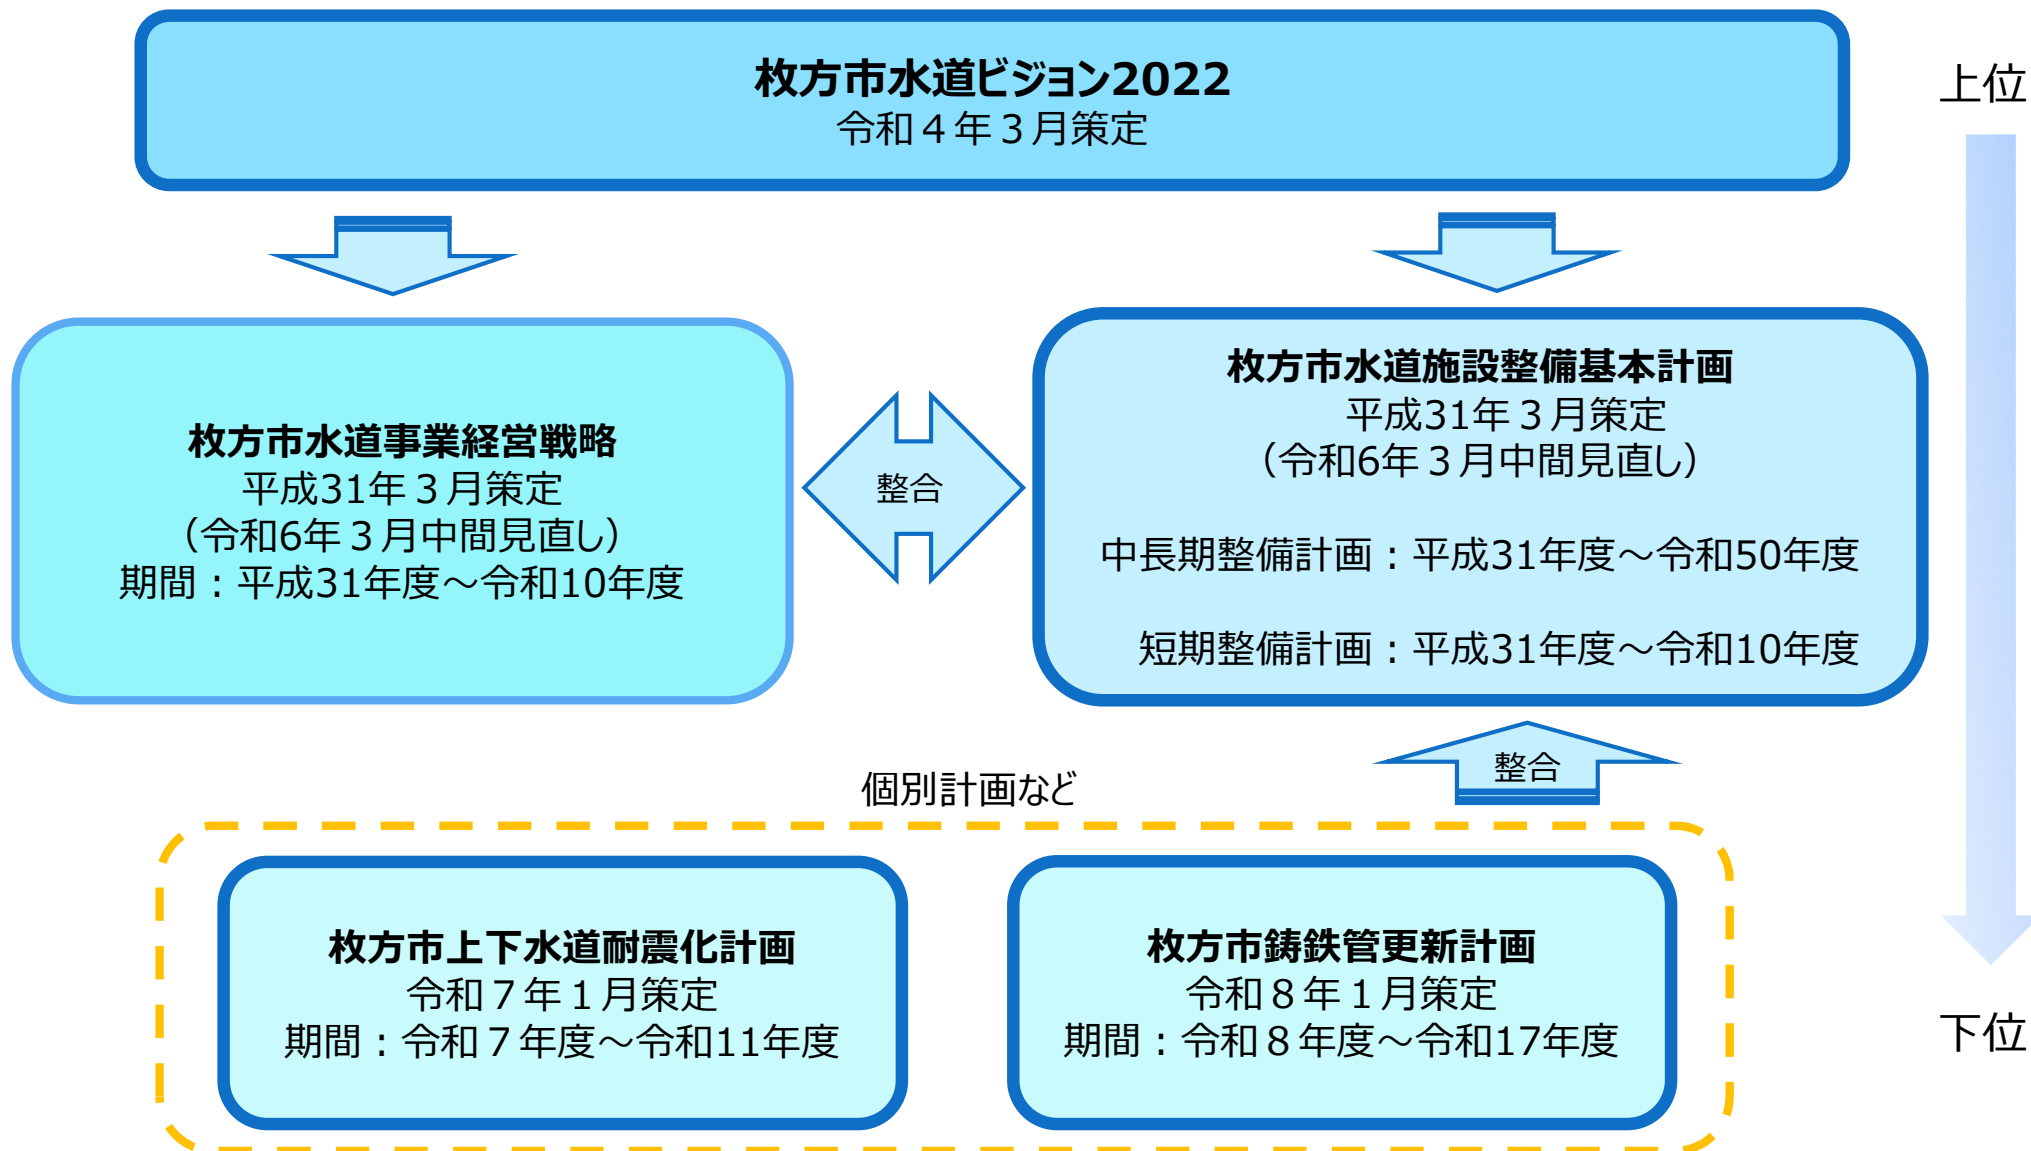 枚方市水道ビジョン2022
令和４年３月策定
上位
枚方市水道事業経営戦略
平成31年３月策定
（令和6年３月中間見直し）
期間：平成31年度～令和10年度
整合
枚方市水道施設整備基本計画
平成31年３月策定
（令和6年３月中間見直し）
中長期整備計画：平成31年度～令和50年度
短期整備計画：平成31年度～令和10年度
整合
個別計画など
枚方市上下水道耐震化計画
令和７年１月策定
期間：令和７年度～令和11年度
枚方市鋳鉄管更新計画
令和８年１月策定
期間：令和８年度～令和17年度
下位